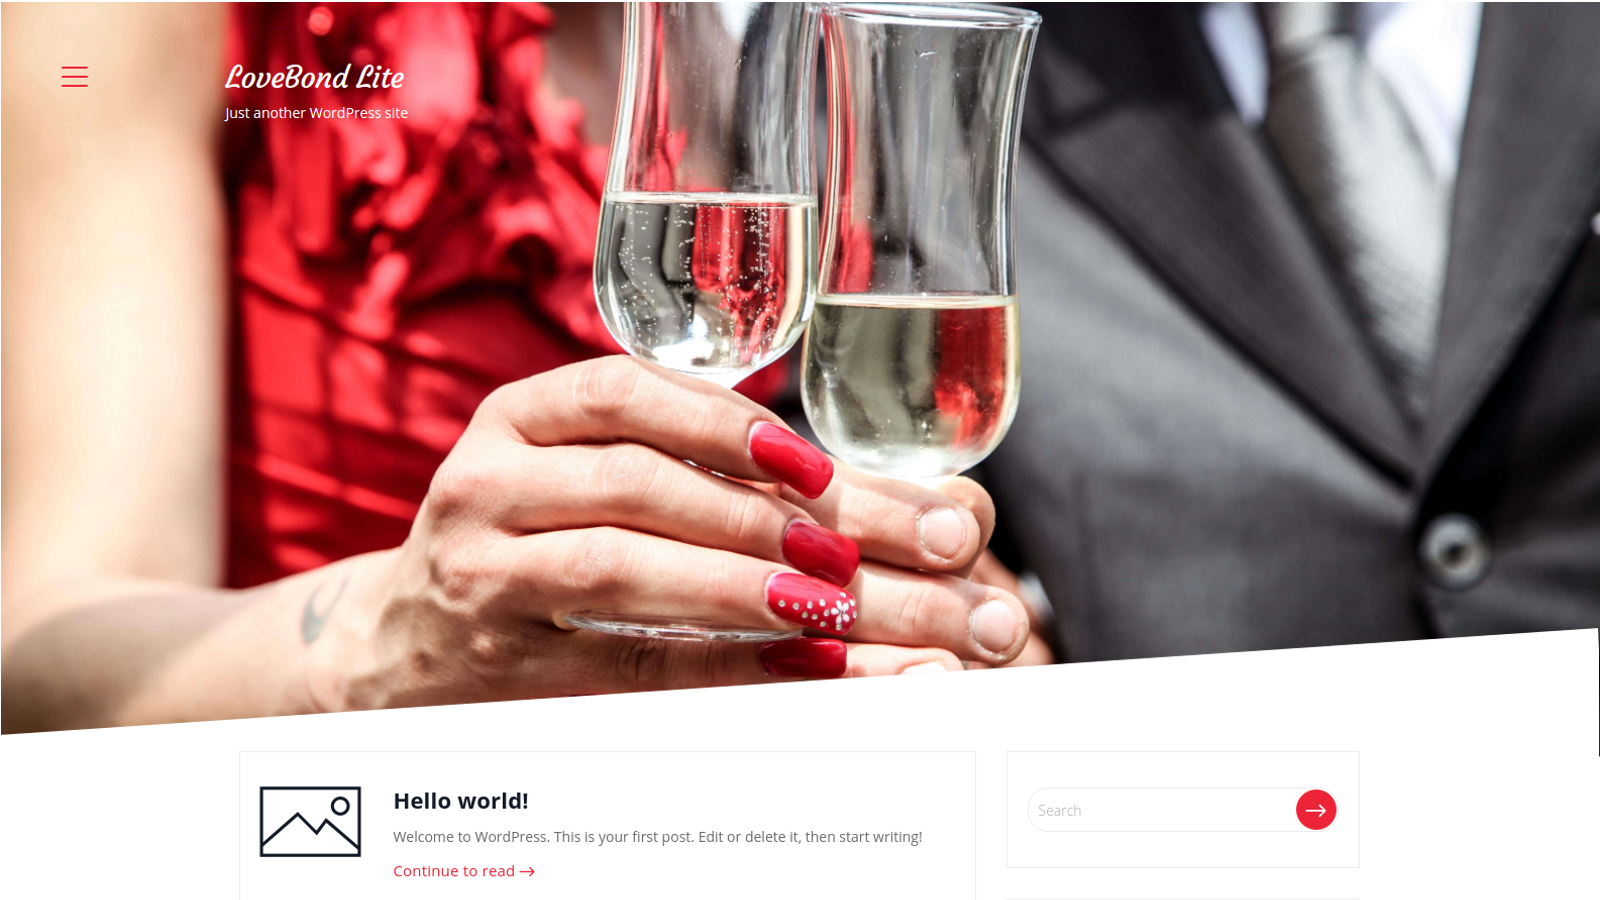 LoveBond Lite
Just another WordPress site
Hello world!
Welcome to WordPress. This is your first post. Edit or delete it, then start writing!
Continue to read
Search